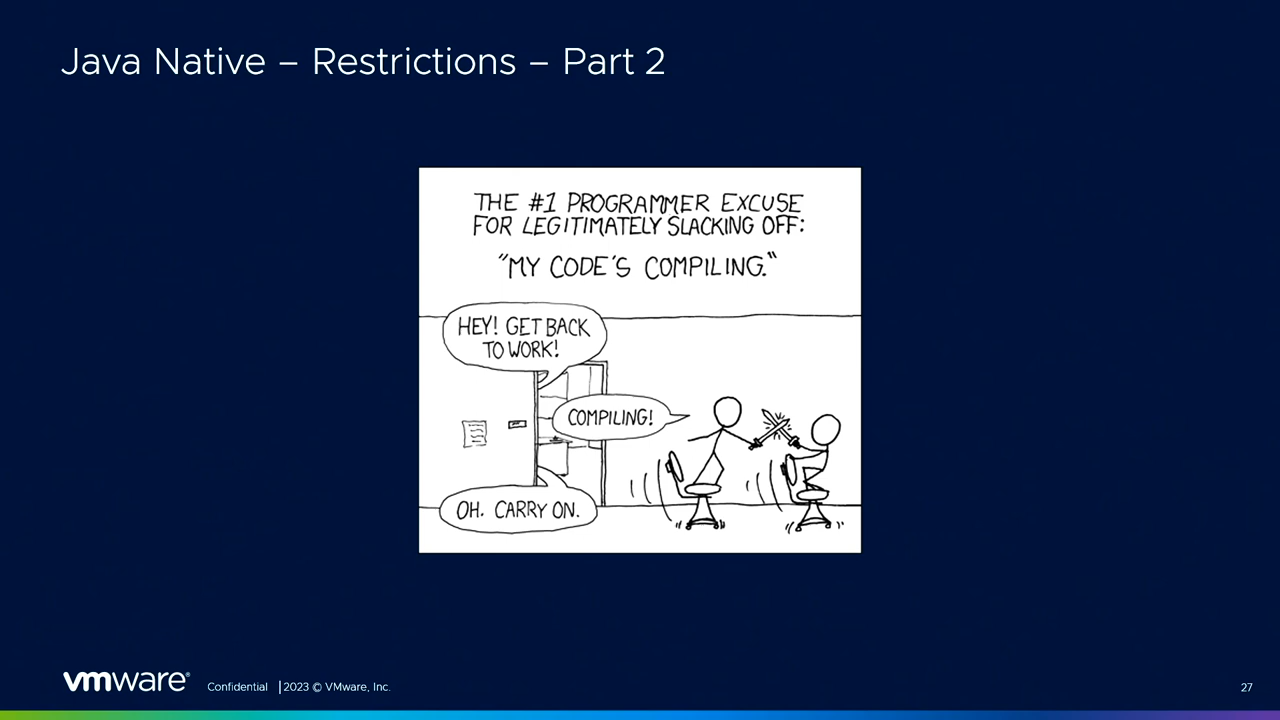 Java Native – Restrictions – Part 2
THE #1 PROGRAMMER EXCUSE
FOR LEGITIMATELY SLACKING OFF:
"MY CODE'S COMPILING."
HEY! GET BACK
TO WORK!
COMPILING!
OH. CARRY ON.
vmware®
Confidential | 2023 © VMware, Inc.
27